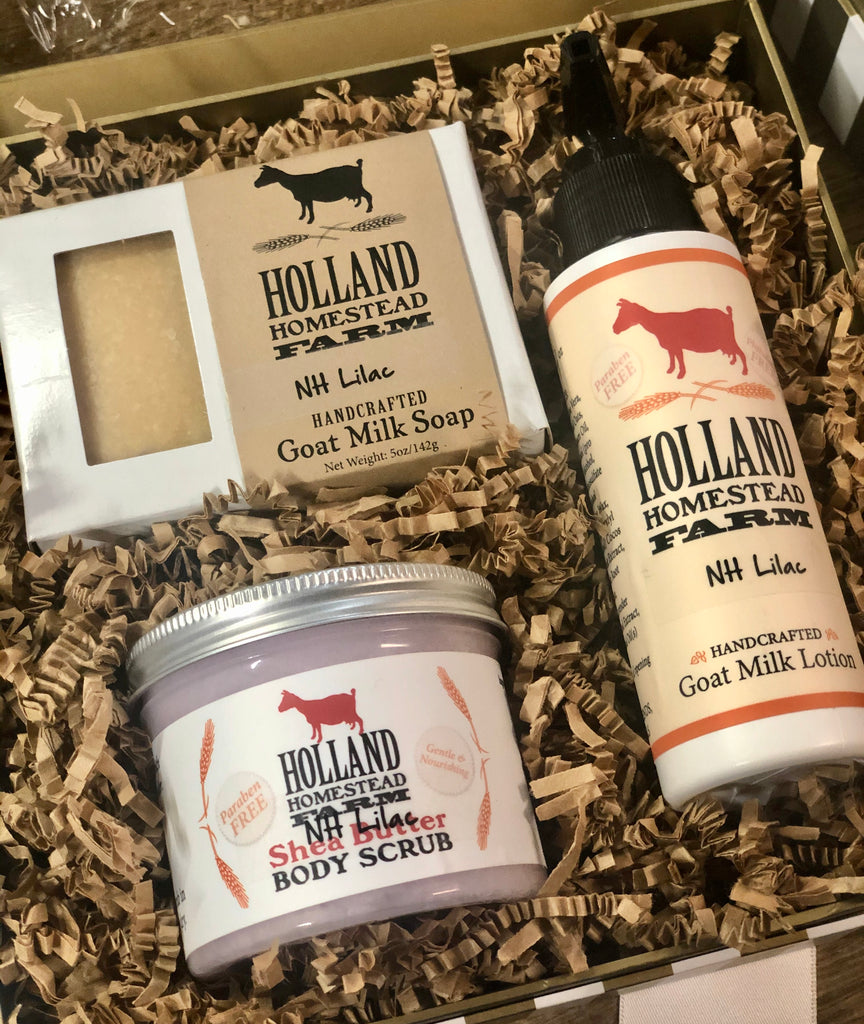 HOLLAND
HOMESTEAD
FARM
NH Lilac
HANDCRAFTED
Goat Milk Soap
Net Weight: 5oz/142g
Paraben
FREE
HOLLAND
HOMESTEAD
FARM
NH Lilac
HANDCRAFTED
Goat Milk Lotion
Paraben
FREE
Gentle &
Nourishing
HOLLAND
HOMESTEAD
FARM
NH Lilac
Shea Butter
BODY SCRUB